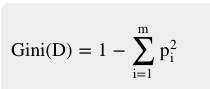 Gini(D) = 1 − ∑_{i=1}^{m} p_i^2